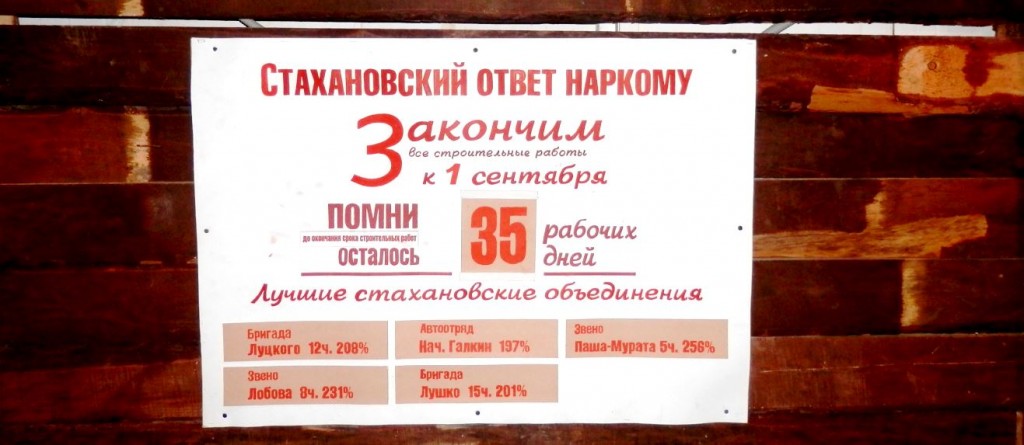 Стахановский ответ наркому
Закончим
все строительные работы
к 1 сентября
ПОМНИ
до окончания срока строительных работ
осталось
35
рабочих
дней
Лучшие стахановские объединения
Бригада
Луцкого 12ч. 208%
Автоотряд
Нач. Галкин 197%
Звено
Паша-Мурата 5ч. 256%
Звено
Лобова 8ч. 231%
Бригада
Лушко 15ч. 201%